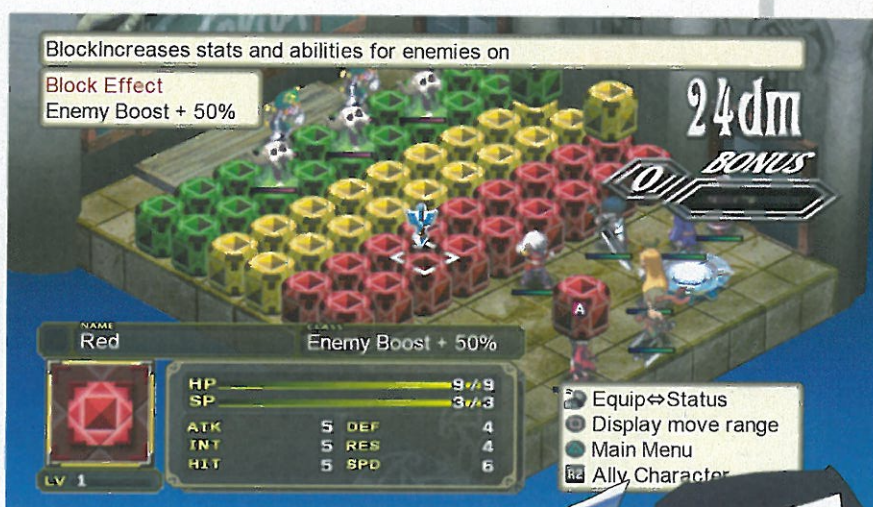 BlockIncreases stats and abilities for enemies on
Block Effect
Enemy Boost + 50%
24dm
BONUS
0
A
NAME
Red
CLASS
Enemy Boost + 50%
HP 9/9
SP 3/3
ATK 5 DEF 4
INT 5 RES 4
HIT 5 SPD 6
LV 1
Equip⇔Status
Display move range
Main Menu
R2 Ally Character